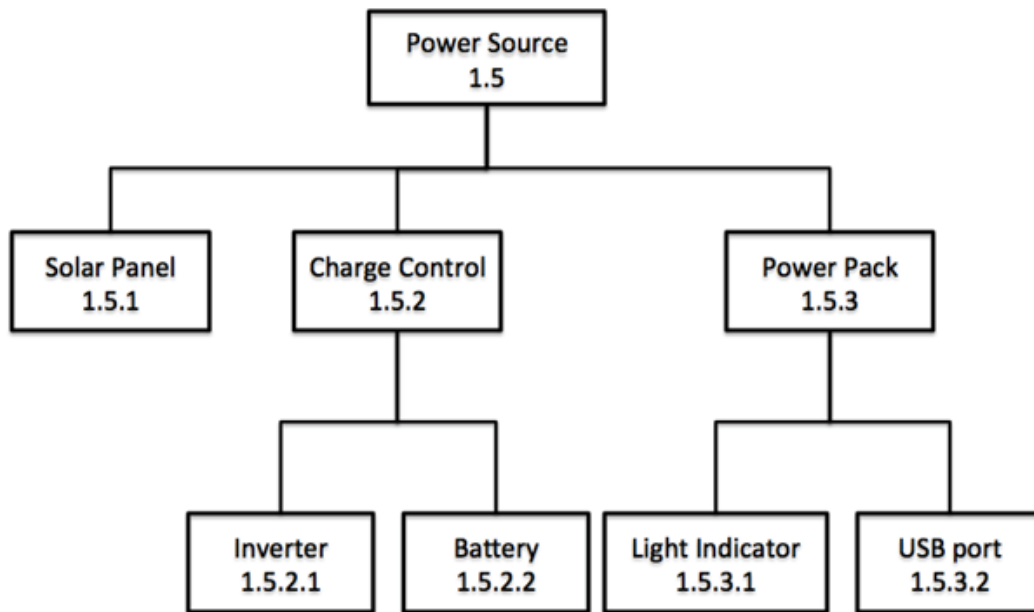 Power Source
1.5
Solar Panel
1.5.1
Charge Control
1.5.2
Power Pack
1.5.3
Inverter
1.5.2.1
Battery
1.5.2.2
Light Indicator
1.5.3.1
USB port
1.5.3.2